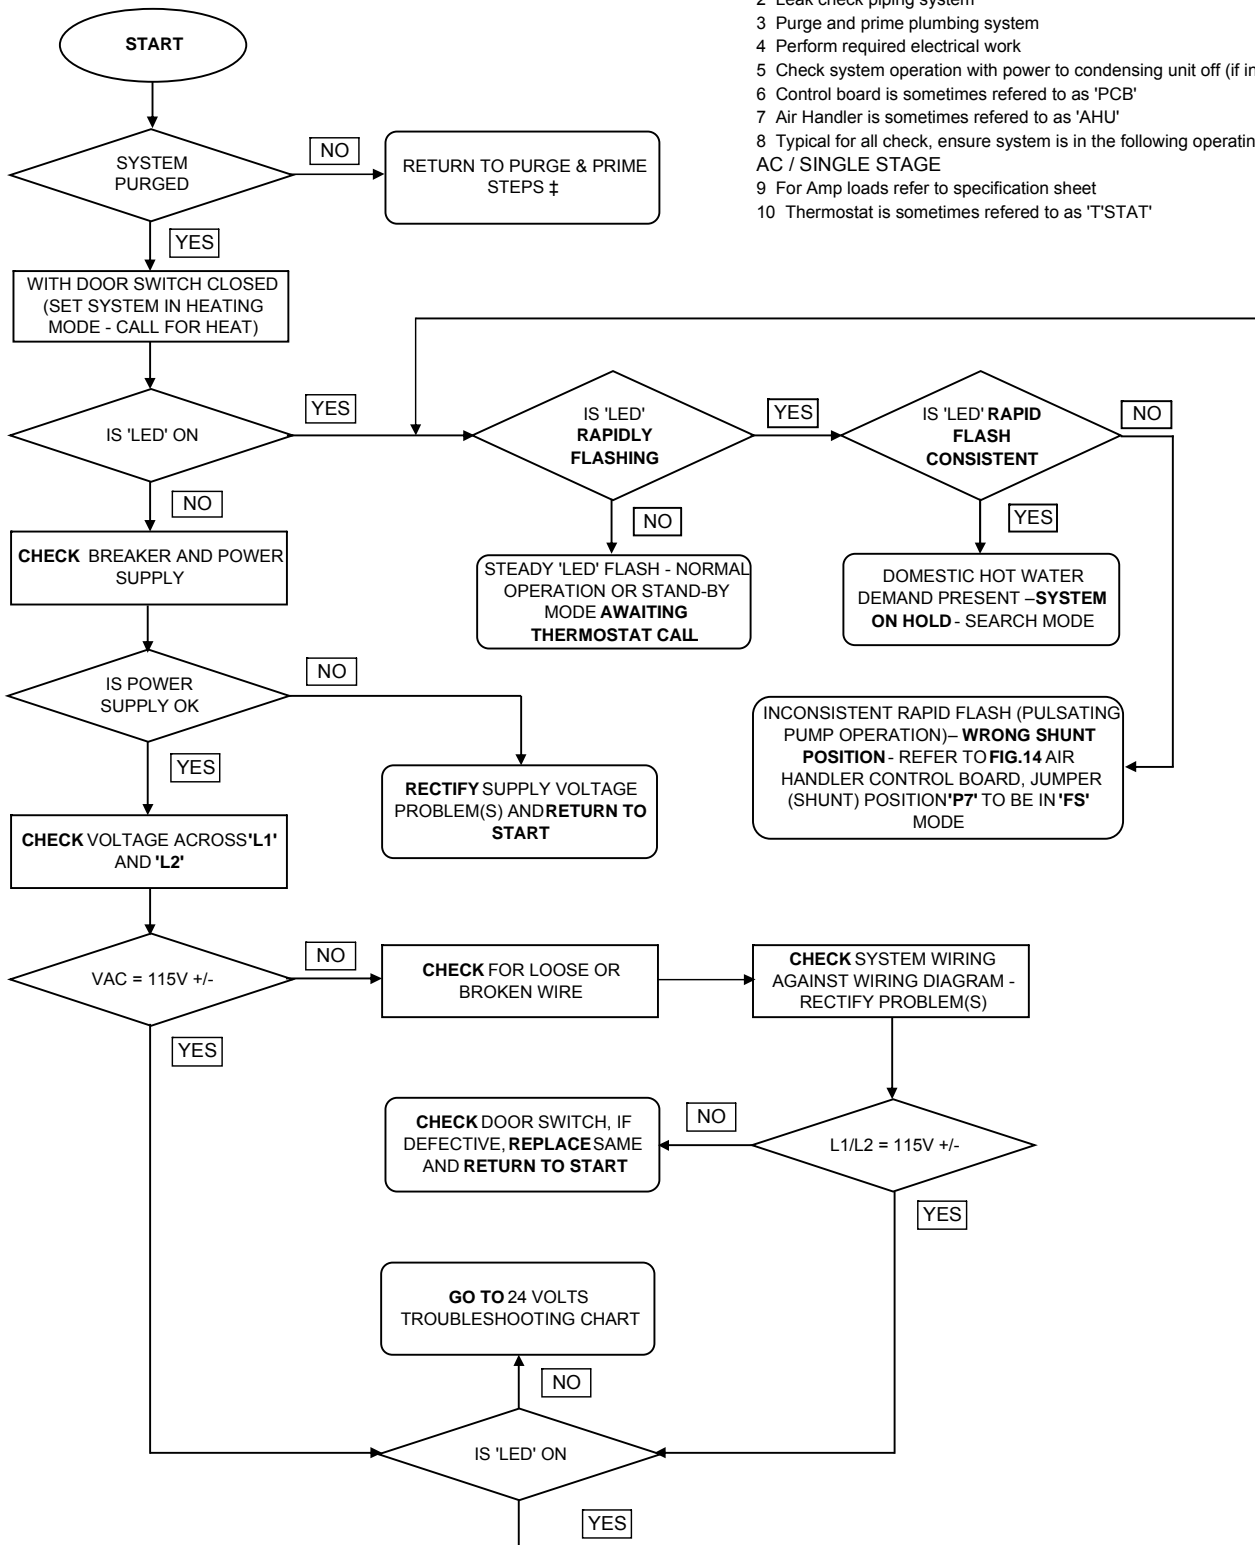 2 Leak check piping system
3 Purge and prime plumbing system
4 Perform required electrical work
5 Check system operation with power to condensing unit off (if in
6 Control board is sometimes refered to as 'PCB'
7 Air Handler is sometimes refered to as 'AHU'
8 Typical for all check, ensure system is in the following operatin
AC / SINGLE STAGE
9 For Amp loads refer to specification sheet
10 Thermostat is sometimes refered to as 'T'STAT'
START
SYSTEM
PURGED
NO
RETURN TO PURGE & PRIME
STEPS ‡
YES
WITH DOOR SWITCH CLOSED
(SET SYSTEM IN HEATING
MODE - CALL FOR HEAT)
IS 'LED' ON
YES
IS 'LED'
RAPIDLY
FLASHING
YES
IS 'LED' RAPID
FLASH
CONSISTENT
NO
NO
CHECK BREAKER AND POWER
SUPPLY
NO
STEADY 'LED' FLASH - NORMAL
OPERATION OR STAND-BY
MODE AWAITING
THERMOSTAT CALL
YES
DOMESTIC HOT WATER
DEMAND PRESENT –SYSTEM
ON HOLD - SEARCH MODE
IS POWER
SUPPLY OK
NO
RECTIFY SUPPLY VOLTAGE
PROBLEM(S) AND RETURN TO
START
INCONSISTENT RAPID FLASH (PULSATING
PUMP OPERATION)– WRONG SHUNT
POSITION - REFER TO FIG.14 AIR
HANDLER CONTROL BOARD, JUMPER
(SHUNT) POSITION 'P7' TO BE IN 'FS'
MODE
YES
CHECK VOLTAGE ACROSS 'L1'
AND 'L2'
VAC = 115V +/-
NO
CHECK FOR LOOSE OR
BROKEN WIRE
CHECK SYSTEM WIRING
AGAINST WIRING DIAGRAM -
RECTIFY PROBLEM(S)
YES
CHECK DOOR SWITCH, IF
DEFECTIVE, REPLACE SAME
AND RETURN TO START
NO
L1/L2 = 115V +/-
YES
GO TO 24 VOLTS
TROUBLESHOOTING CHART
NO
IS 'LED' ON
YES